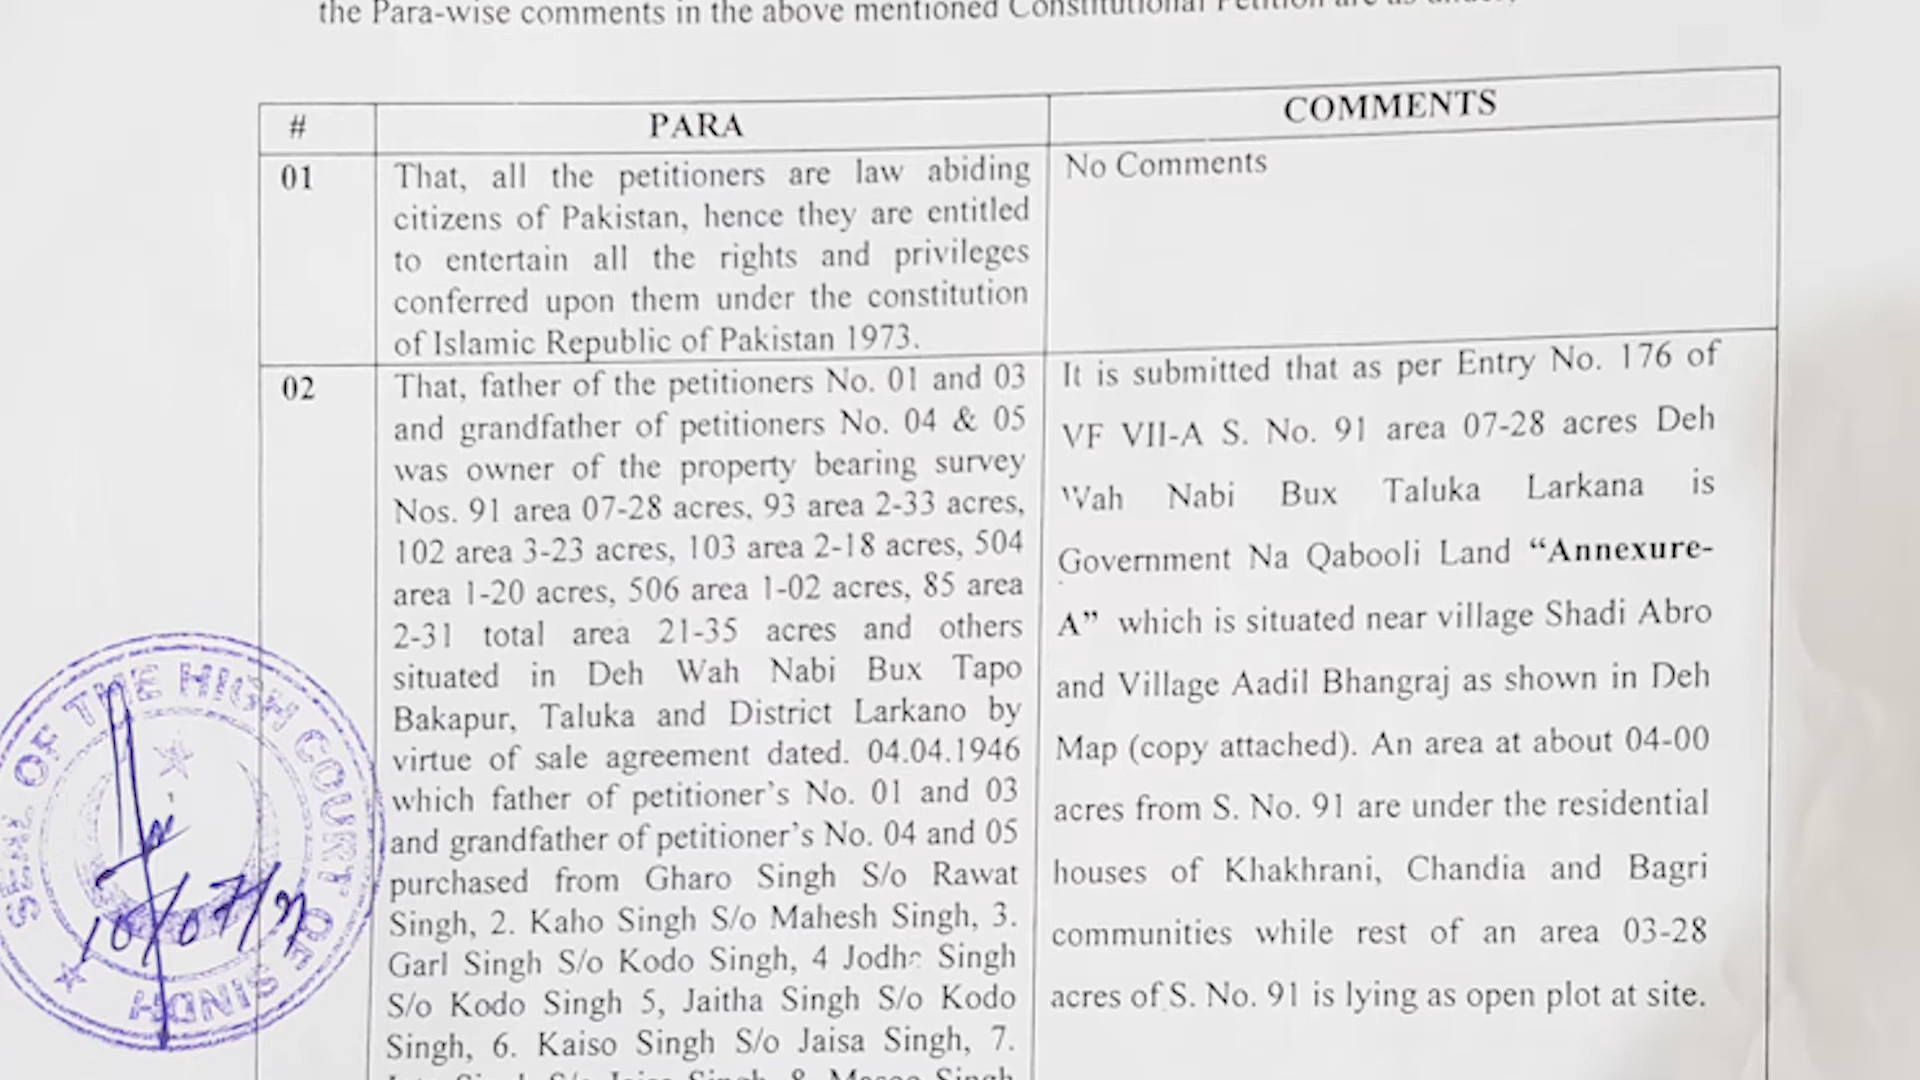 the Para-wise comments in the above mentioned Constitutional Petition are as under;
# PARA COMMENTS
01
That, all the petitioners are law abiding
citizens of Pakistan, hence they are entitled
to entertain all the rights and privileges
conferred upon them under the constitution
of Islamic Republic of Pakistan 1973.
No Comments
02
That, father of the petitioners No. 01 and 03
and grandfather of petitioners No. 04 & 05
was owner of the property bearing survey
Nos. 91 area 07-28 acres, 93 area 2-33 acres,
102 area 3-23 acres, 103 area 2-18 acres, 504
area 1-20 acres, 506 area 1-02 acres, 85 area
2-31 total area 21-35 acres and others
situated in Deh Wah Nabi Bux Tapo
Bakapur, Taluka and District Larkano by
virtue of sale agreement dated. 04.04.1946
which father of petitioner's No. 01 and 03
and grandfather of petitioner's No. 04 and 05
purchased from Gharo Singh S/o Rawat
Singh, 2. Kaho Singh S/o Mahesh Singh, 3.
Garl Singh S/o Kodo Singh, 4 Jodha Singh
S/o Kodo Singh 5, Jaitha Singh S/o Kodo
Singh, 6. Kaiso Singh S/o Jaisa Singh, 7.
It is submitted that as per Entry No. 176 of
VF VII-A S. No. 91 area 07-28 acres Deh
Wah Nabi Bux Taluka Larkana is
Government Na Qabooli Land “Annexure-
A” which is situated near village Shadi Abro
and Village Aadil Bhangraj as shown in Deh
Map (copy attached). An area at about 04-00
acres from S. No. 91 are under the residential
houses of Khakhrani, Chandia and Bagri
communities while rest of an area 03-28
acres of S. No. 91 is lying as open plot at site.
SEAL OF THE HIGH COURT OF SINDH